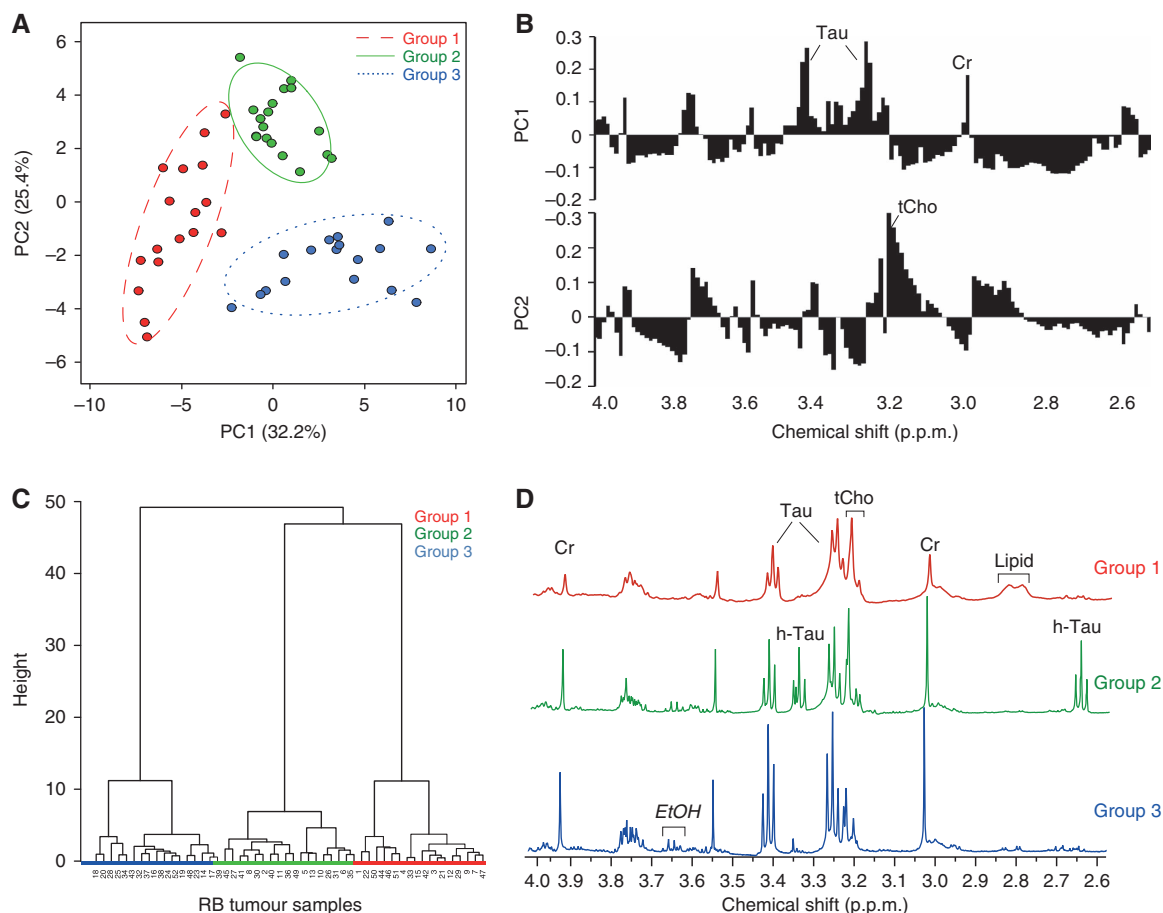 A
Group 1
Group 2
Group 3
6
4
2
0
–2
–4
–6
PC2 (25.4%)
–10
–5
0
5
10
PC1 (32.2%)
B
0.3
0.2
0.1
0
–0.1
–0.2
PC1
Tau
Cr
–0.3
0.2
0.1
0
–0.1
–0.2
PC2
tCho
4.0
3.8
3.6
3.4
3.2
3.0
2.8
2.6
Chemical shift (p.p.m.)
C
50
40
30
20
10
0
Height
Group 1
Group 2
Group 3
RB tumour samples
D
Cr
Tau
tCho
Cr
Lipid
Group 1
h-Tau
h-Tau
Group 2
EtOH
Group 3
4.0 3.9 3.8 3.7 3.6 3.5 3.4 3.3 3.2 3.1 3.0 2.9 2.8 2.7 2.6
Chemical shift (p.p.m.)